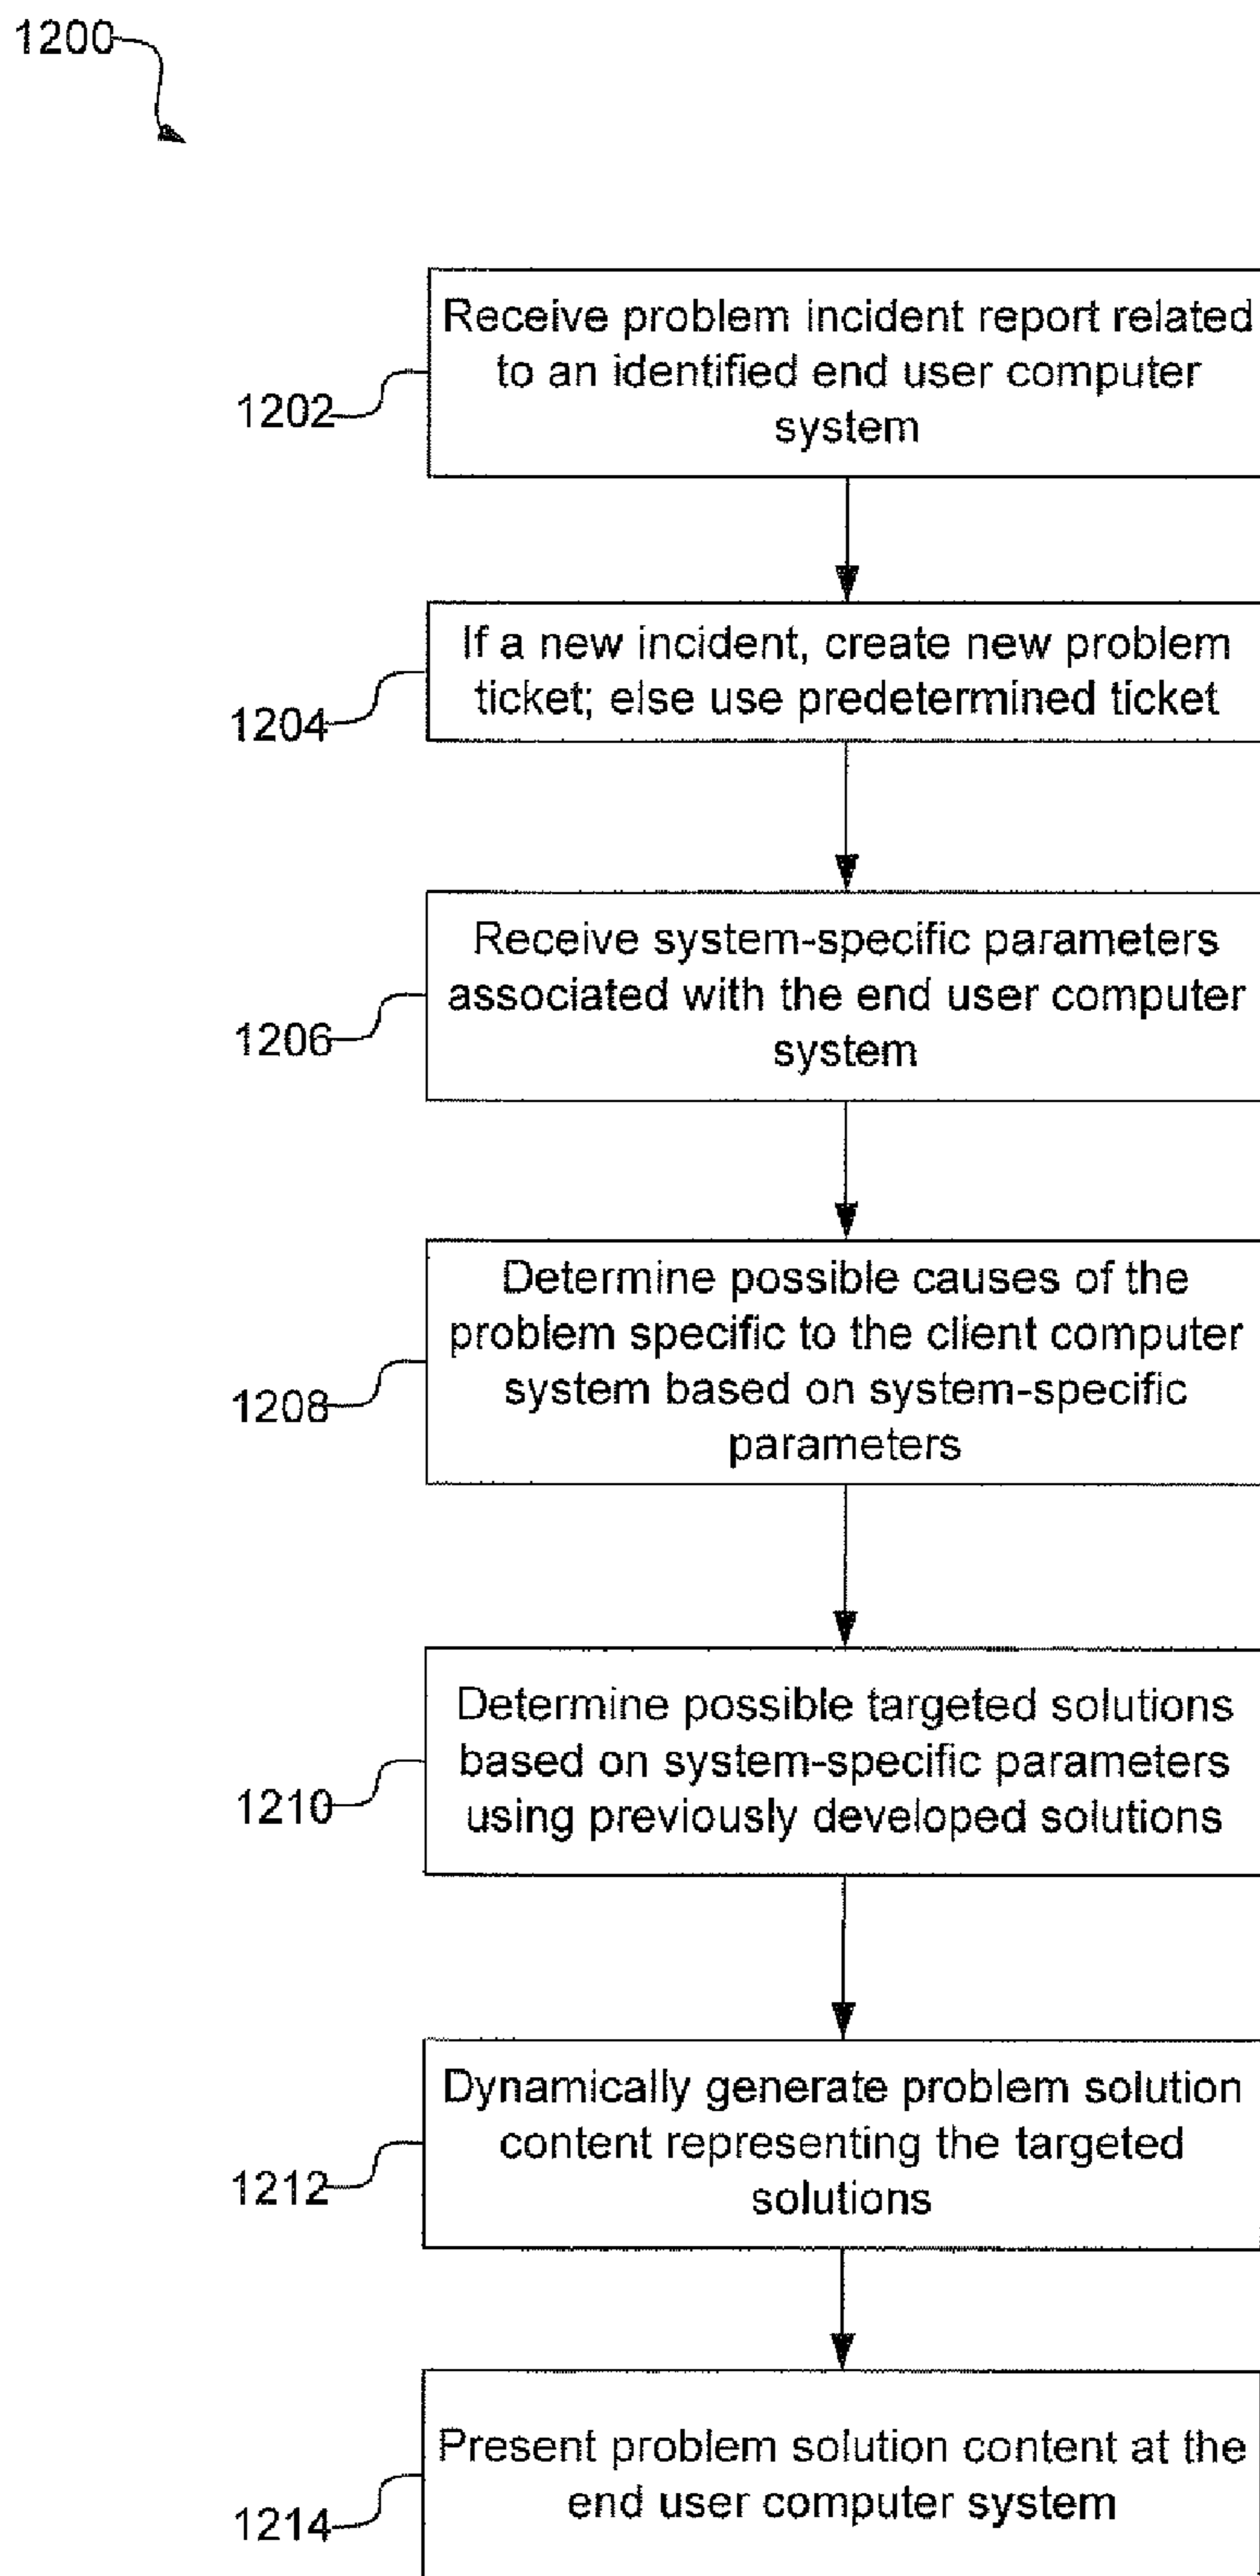 1200
Receive problem incident report related
to an identified end user computer
system
1202
If a new incident, create new problem
ticket; else use predetermined ticket
1204
Receive system-specific parameters
associated with the end user computer
system
1206
Determine possible causes of the
problem specific to the client computer
system based on system-specific
parameters
1208
Determine possible targeted solutions
based on system-specific parameters
using previously developed solutions
1210
Dynamically generate problem solution
content representing the targeted
solutions
1212
Present problem solution content at the
end user computer system
1214